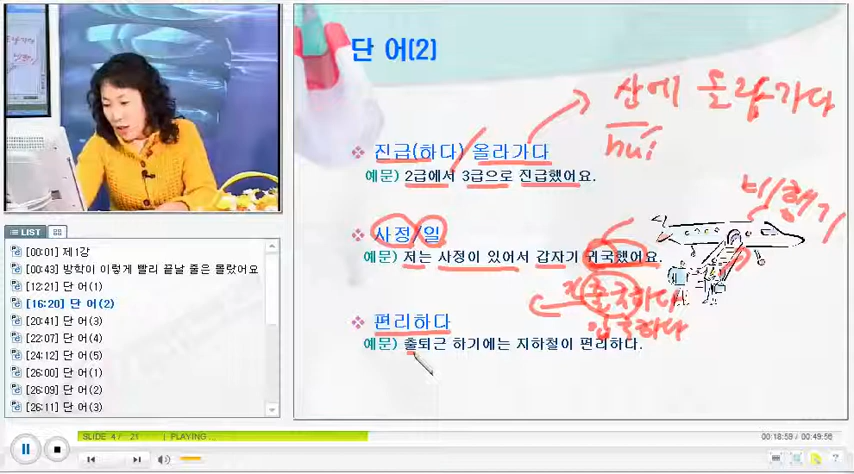 단 어(2)
산에 올라가다
hui
진급(하다)/올라가다
예문) 2급에서 3급으로 진급했어요.
비행기
사정/일
예문) 저는 사정이 있어서 갑자기 귀국했어요.
출국하다
입국하다
편리하다
예문) 출퇴근 하기에는 지하철이 편리하다.
LIST
[00:01] 제1강
[00:43] 방학이 이렇게 빨리 끝날 줄은 몰랐어요
[12:21] 단 어(1)
[16:20] 단 어(2)
[20:41] 단 어(3)
[22:07] 단 어(4)
[24:12] 단 어(5)
[26:00] 단 어(1)
[26:09] 단 어(2)
[26:11] 단 어(3)
SLIDE 4 / 21 PLAYING ...
00:18:59 / 00:49:56